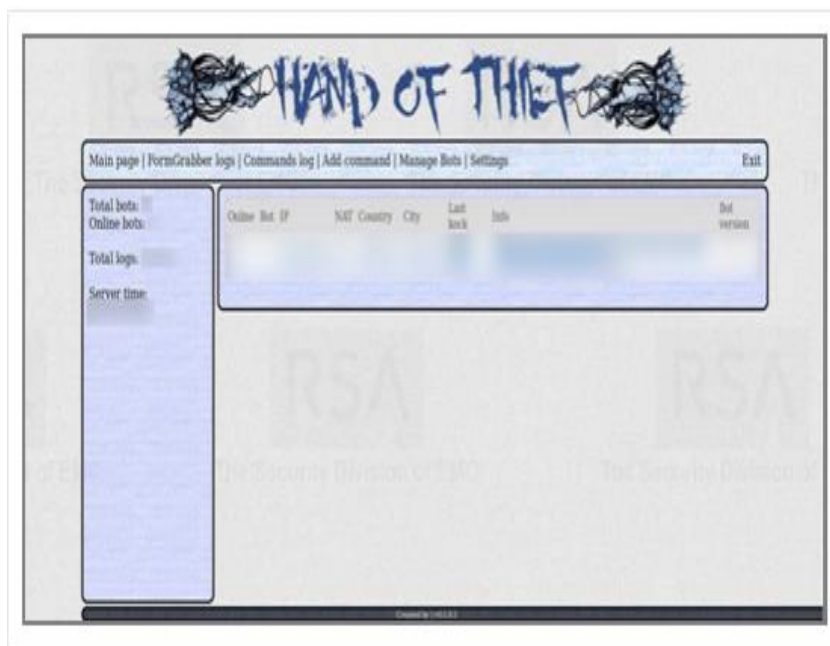 HAND OF THIEF
Main page | FormGrabber logs | Commands log | Add command | Manage Bots | Settings Exit
Total bots:
Online bots:
Total logs:
Server time:
Online Bot IP NAT Country City Last knock Info Bot version
RSA RSA
The Security Division of EMC The Security Division of